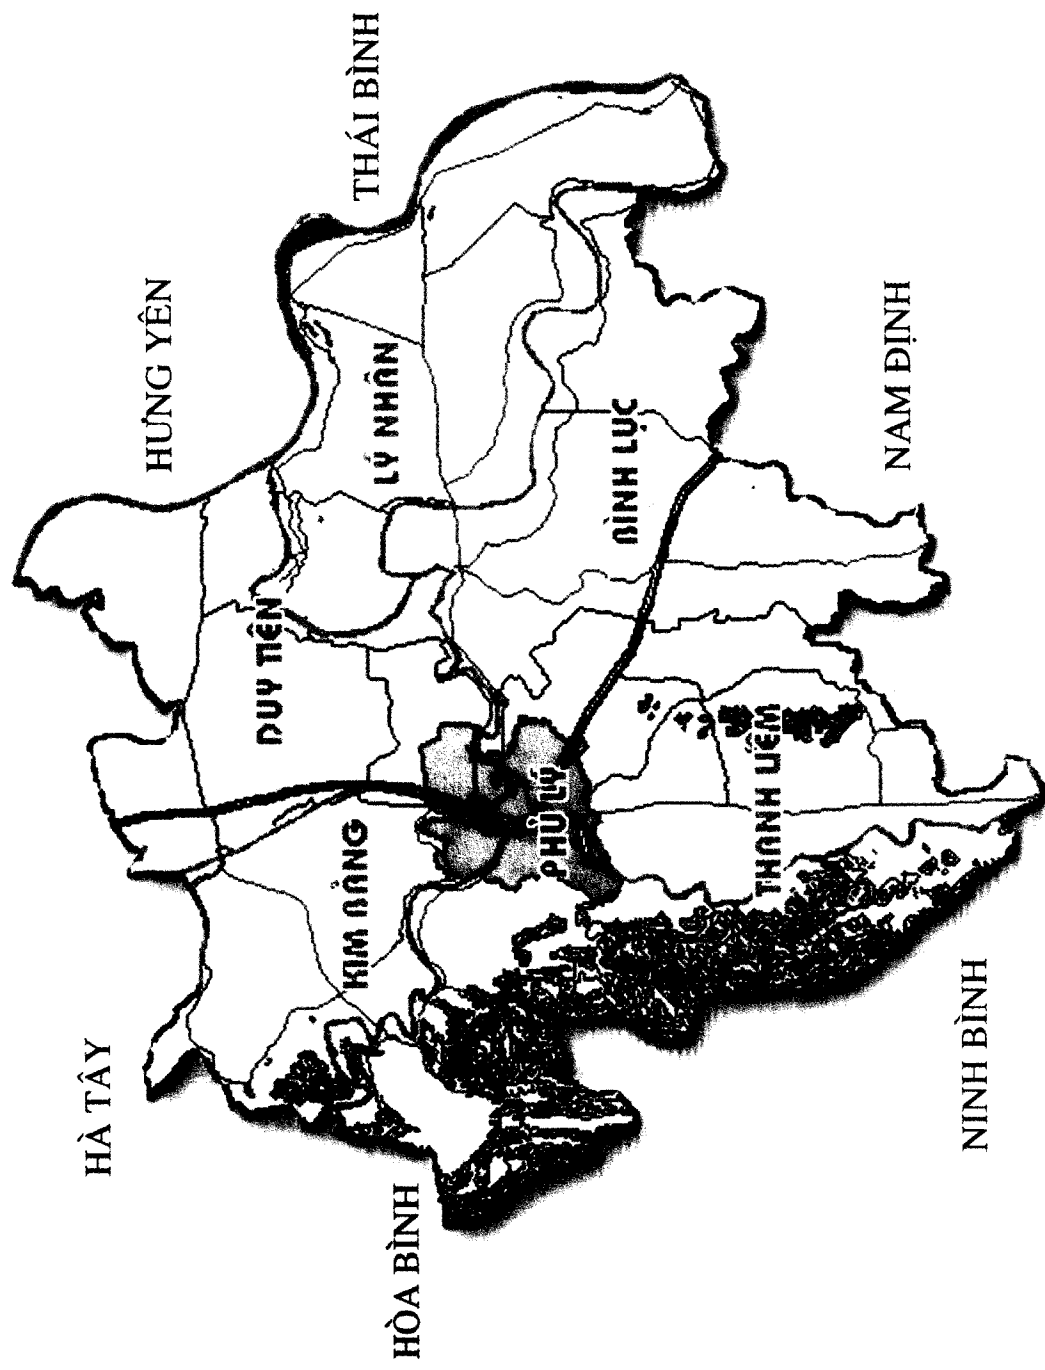 HÀ TÂY
HƯNG YÊN
HÒA BÌNH
THÁI BÌNH
DUY TIÊN
KIM BẢNG
LÝ NHÂN
PHỦ LÝ
BÌNH LỤC
THANH LIÊM
NAM ĐỊNH
NINH BÌNH